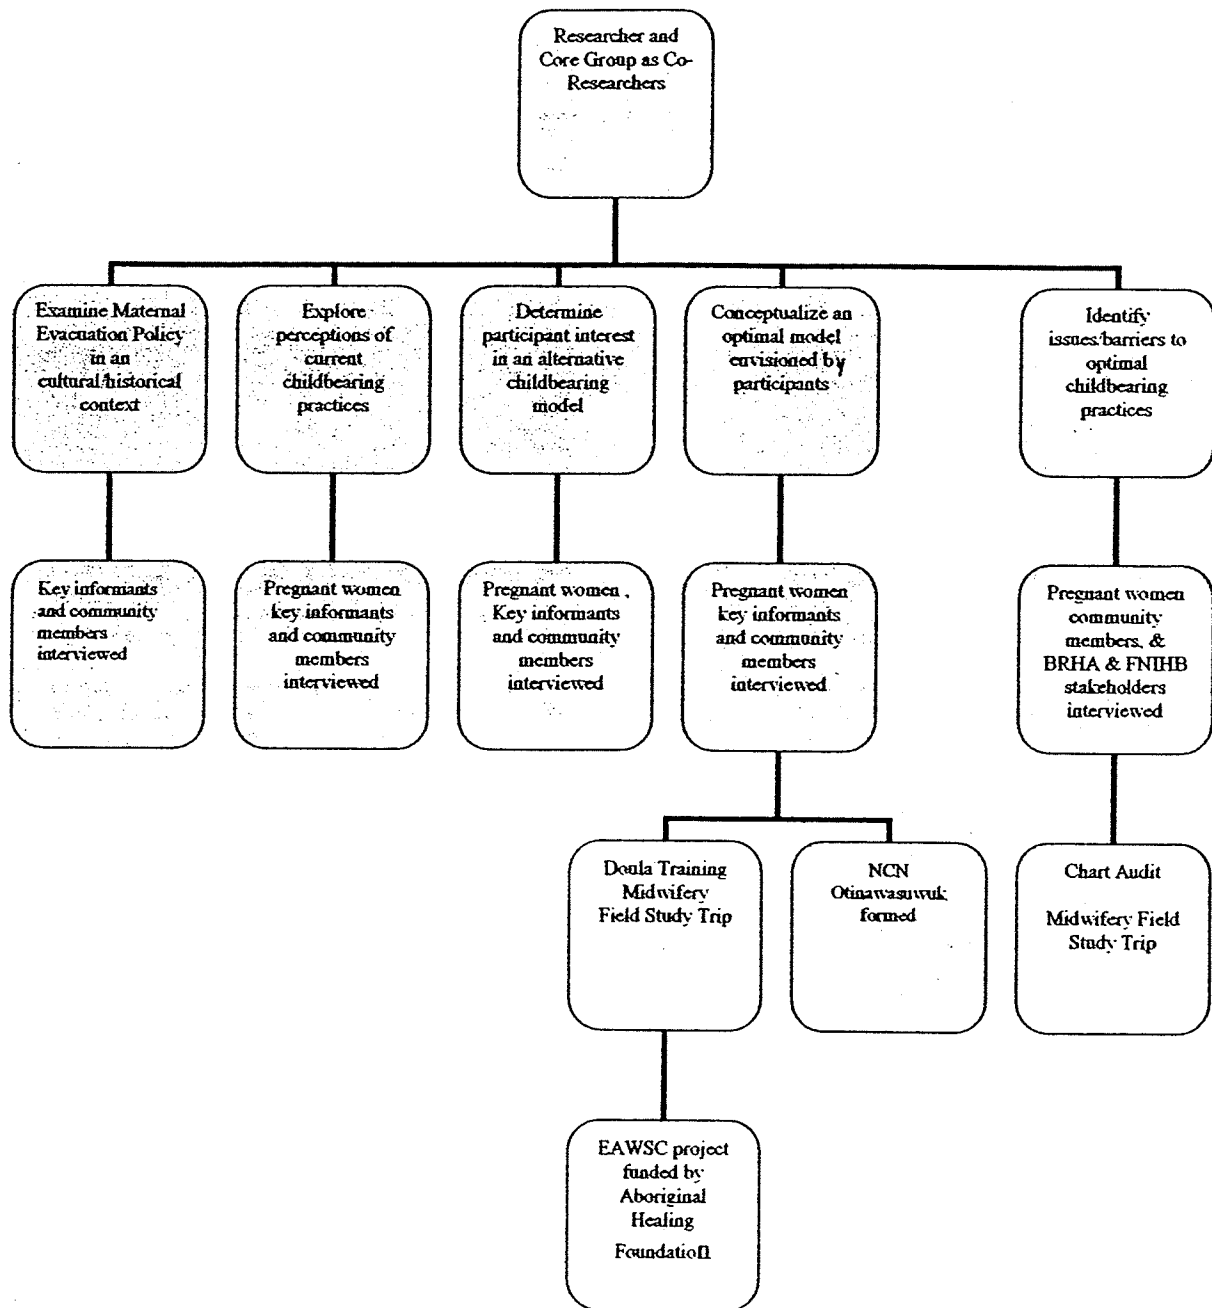 Researcher and
Core Group as Co-
Researchers
Examine Maternal
Evacuation Policy
in an
cultural/historical
context
Explore
perceptions of
current
childbearing
practices
Determine
participant interest
in an alternative
childbearing
model
Conceptualize an
optimal model
envisioned by
participants
Identify
issues/barriers to
optimal
childbearing
practices
Key informants
and community
members
interviewed
Pregnant women
key informants
and community
members
interviewed
Pregnant women ,
Key informants
and community
members
interviewed
Pregnant women
key informants
and community
members
interviewed
Pregnant women
community
members, &
BRHA & FNIHB
stakeholders
interviewed
Doula Training
Midwifery
Field Study Trip
NCN
Otinawasuwuk
formed
Chart Audit
Midwifery Field
Study Trip
EAWSC project
funded by
Aboriginal
Healing
Foundation